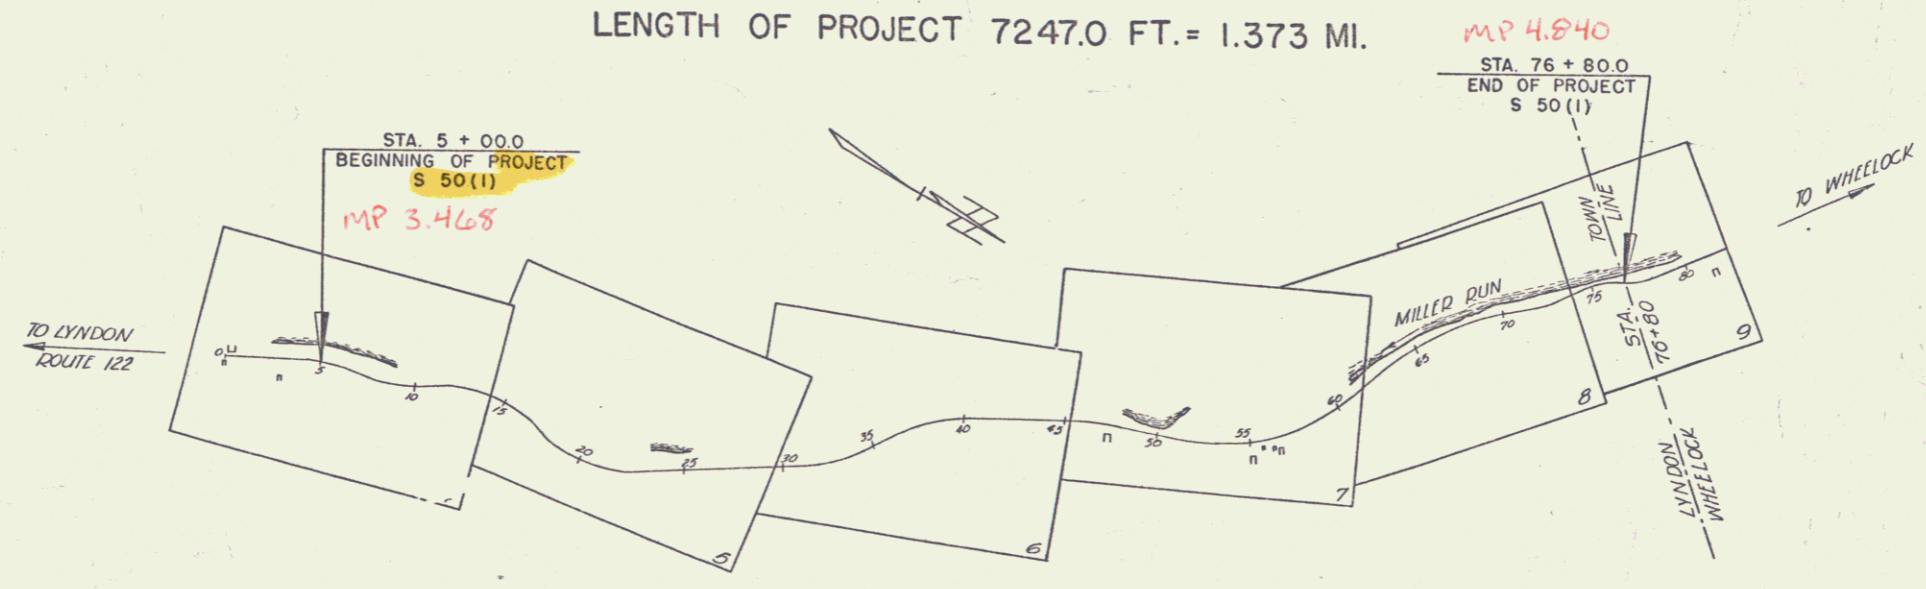 LENGTH OF PROJECT 7247.0 FT. = 1.373 MI.
MP 4.840
STA. 76 + 80.0
END OF PROJECT
S 50(1)
STA. 5 + 00.0
BEGINNING OF PROJECT
S 50(1)
MP 3.468
TO WHEELOCK
TOWN
LINE
MILLER RUN
TO LYNDON
ROUTE 122
0
5
10
15
20
25
30
35
40
45
50
55
60
65
70
75
80
STA.
76+80
5
6
7
8
9
LYNDON
WHEELOCK